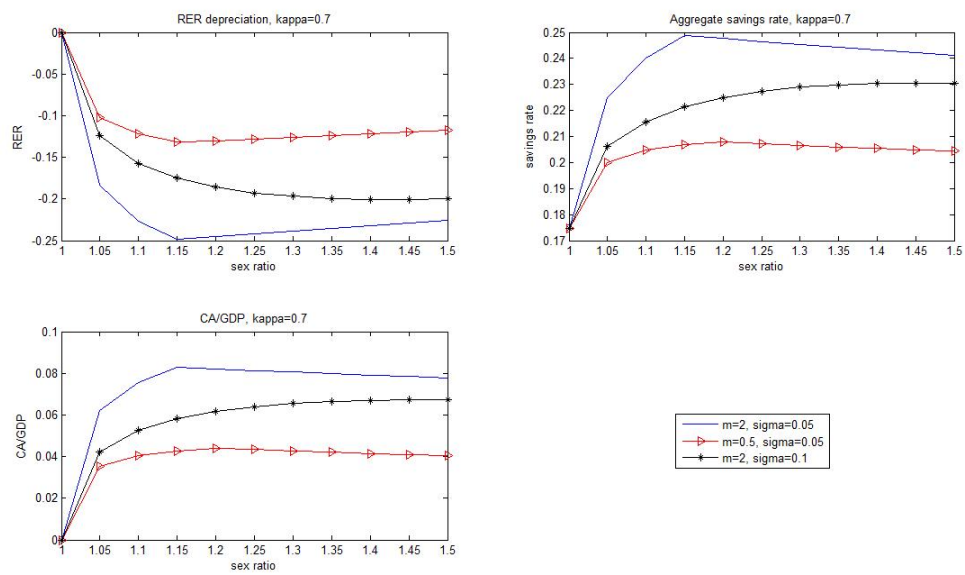 RER depreciation, kappa=0.7
0
-0.05
-0.1
-0.15
-0.2
-0.25
RER
1 1.05 1.1 1.15 1.2 1.25 1.3 1.35 1.4 1.45 1.5
sex ratio
Aggregate savings rate, kappa=0.7
0.25
0.24
0.23
0.22
0.21
0.2
0.19
0.18
0.17
savings rate
1 1.05 1.1 1.15 1.2 1.25 1.3 1.35 1.4 1.45 1.5
sex ratio
CA/GDP, kappa=0.7
0.1
0.08
0.06
0.04
0.02
0
CA/GDP
1 1.05 1.1 1.15 1.2 1.25 1.3 1.35 1.4 1.45 1.5
sex ratio
m=2, sigma=0.05
m=0.5, sigma=0.05
m=2, sigma=0.1